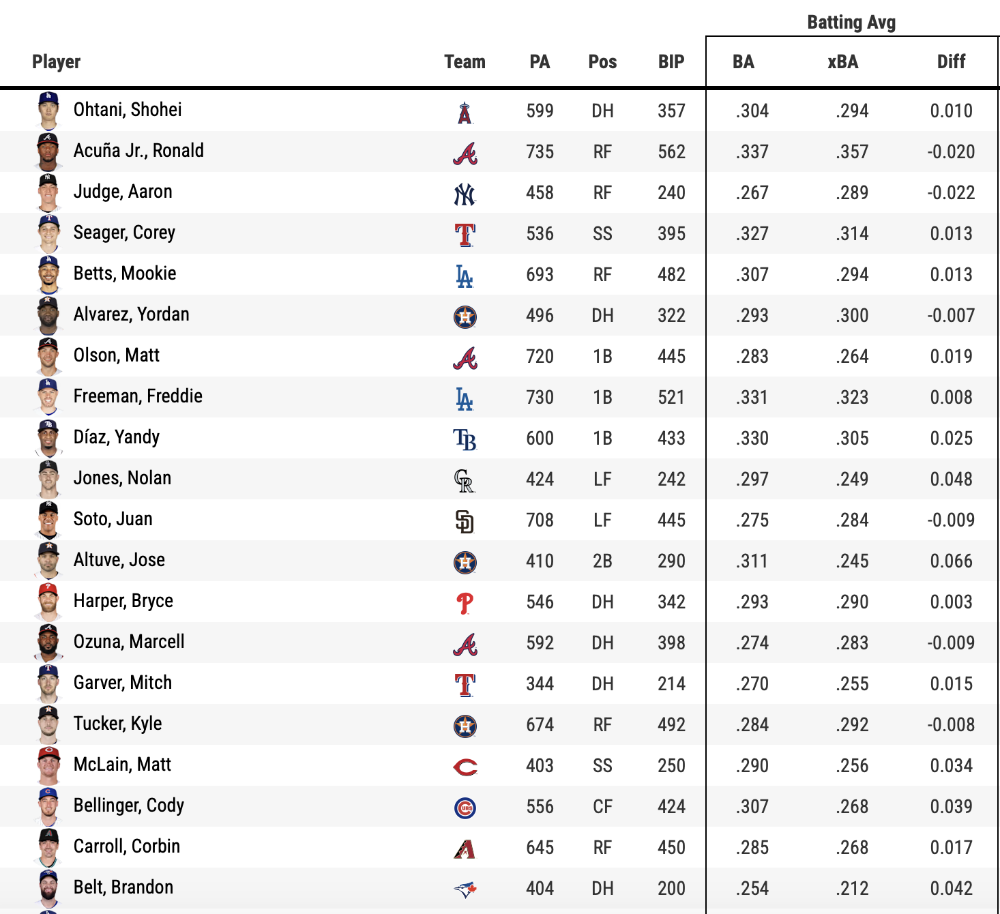 Batting Avg
Player Team PA Pos BIP BA xBA Diff
Ohtani, Shohei A 599 DH 357 .304 .294 0.010
Acuña Jr., Ronald A 735 RF 562 .337 .357 -0.020
Judge, Aaron NY 458 RF 240 .267 .289 -0.022
Seager, Corey T 536 SS 395 .327 .314 0.013
Betts, Mookie LA 693 RF 482 .307 .294 0.013
Alvarez, Yordan H 496 DH 322 .293 .300 -0.007
Olson, Matt A 720 1B 445 .283 .264 0.019
Freeman, Freddie LA 730 1B 521 .331 .323 0.008
Díaz, Yandy TB 600 1B 433 .330 .305 0.025
Jones, Nolan CR 424 LF 242 .297 .249 0.048
Soto, Juan SD 708 LF 445 .275 .284 -0.009
Altuve, Jose H 410 2B 290 .311 .245 0.066
Harper, Bryce P 546 DH 342 .293 .290 0.003
Ozuna, Marcell A 592 DH 398 .274 .283 -0.009
Garver, Mitch T 344 DH 214 .270 .255 0.015
Tucker, Kyle H 674 RF 492 .284 .292 -0.008
McLain, Matt C 403 SS 250 .290 .256 0.034
Bellinger, Cody CUBS 556 CF 424 .307 .268 0.039
Carroll, Corbin A 645 RF 450 .285 .268 0.017
Belt, Brandon 404 DH 200 .254 .212 0.042